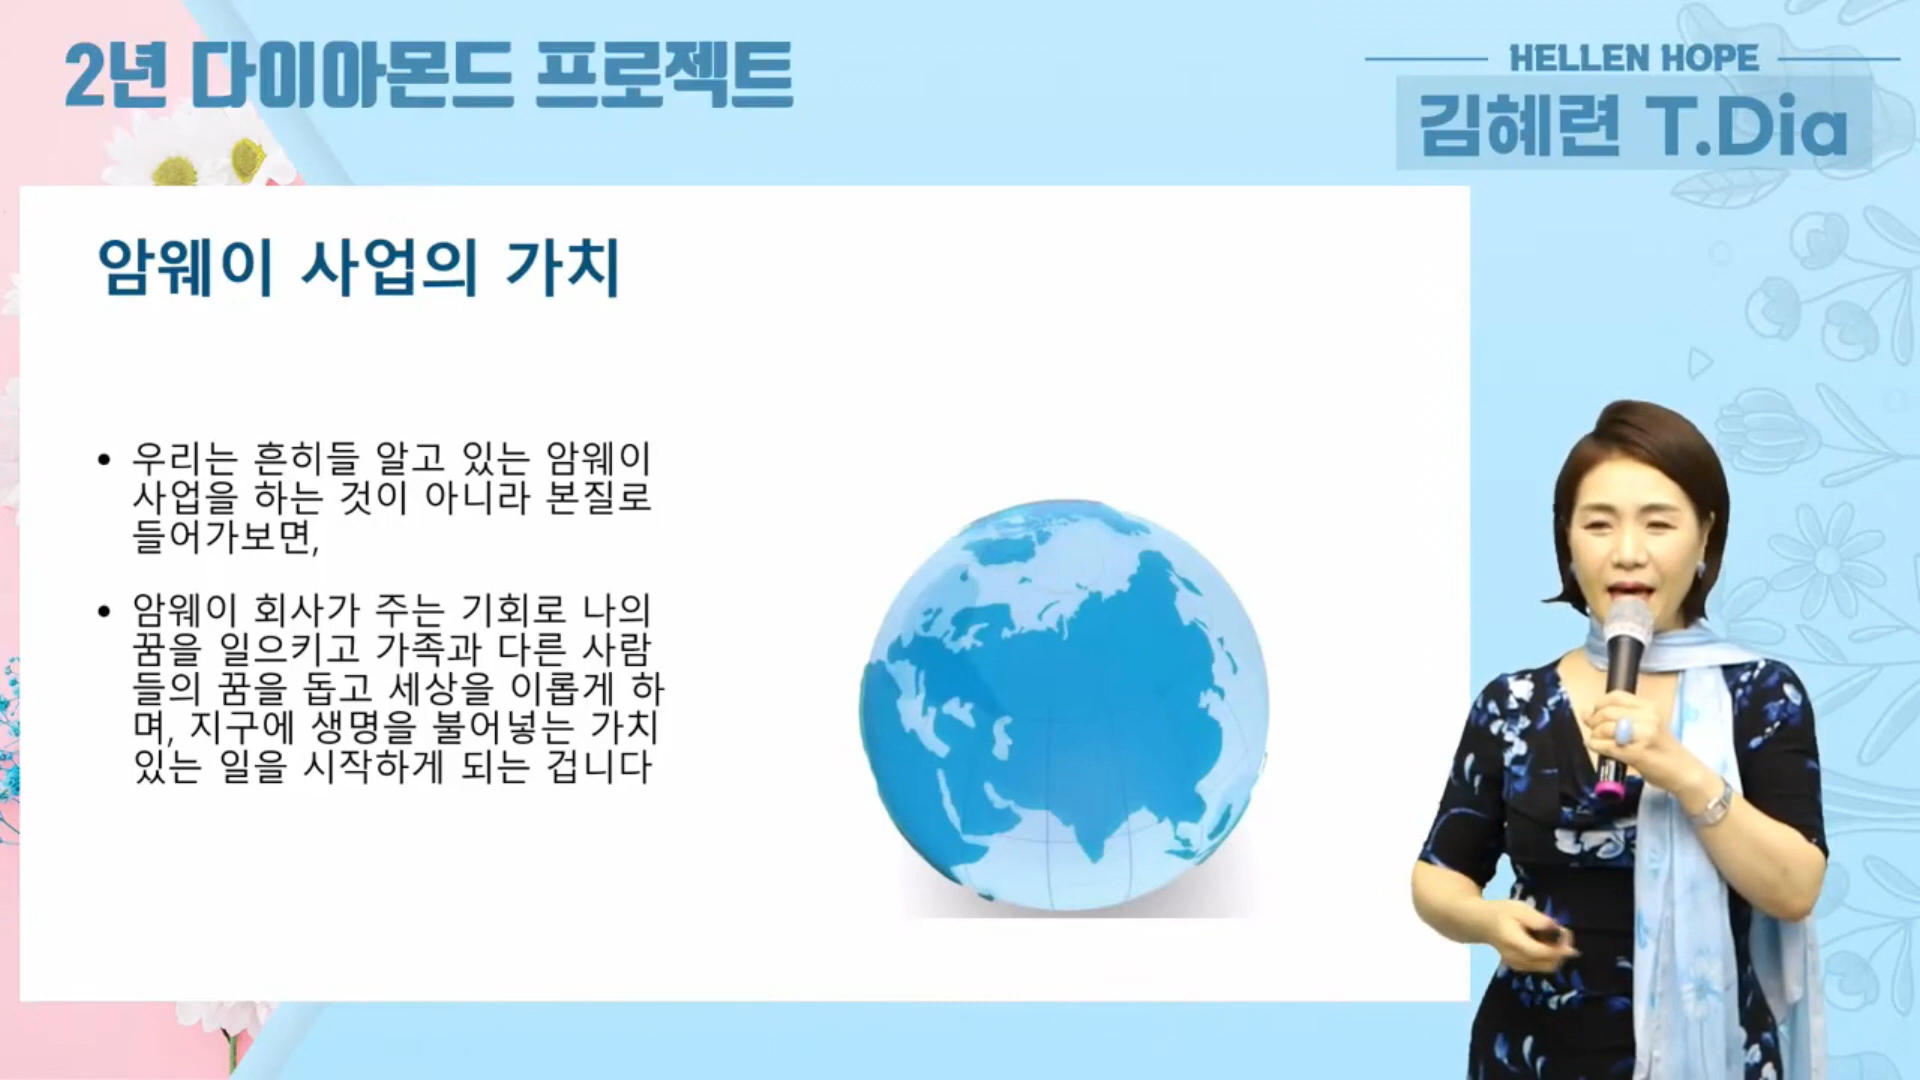 2년 다이아몬드 프로젝트
HELLEN HOPE
김혜련 T.Dia
암웨이 사업의 가치
• 우리는 흔히들 알고 있는 암웨이
사업을 하는 것이 아니라 본질로
들어가보면,
• 암웨이 회사가 주는 기회로 나의
꿈을 일으키고 가족과 다른 사람
들의 꿈을 돕고 세상을 이롭게 하
며, 지구에 생명을 불어넣는 가치
있는 일을 시작하게 되는 겁니다